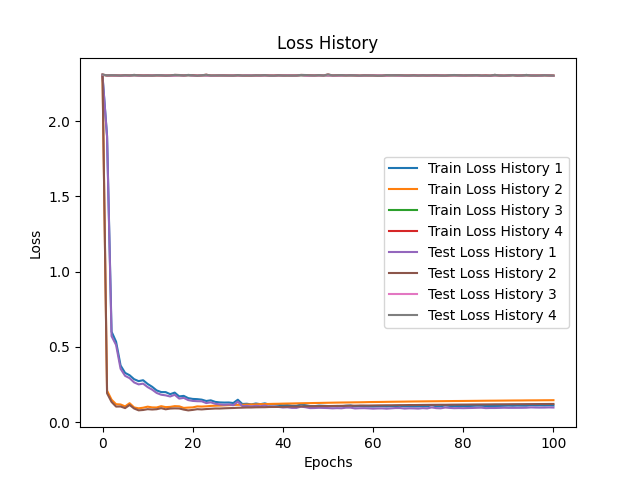 Loss History
2.0
1.5
1.0
0.5
0.0
Loss
Train Loss History 1
Train Loss History 2
Train Loss History 3
Train Loss History 4
Test Loss History 1
Test Loss History 2
Test Loss History 3
Test Loss History 4
0 20 40 60 80 100
Epochs